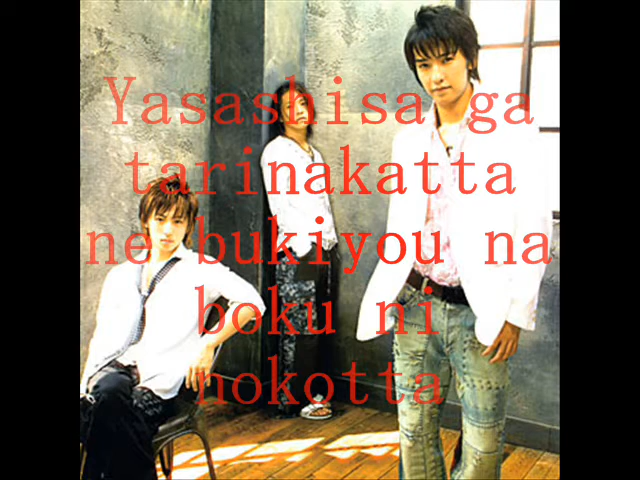 Yasashisa ga
tarinakatta
ne bukiyou na
boku ni
nokotta